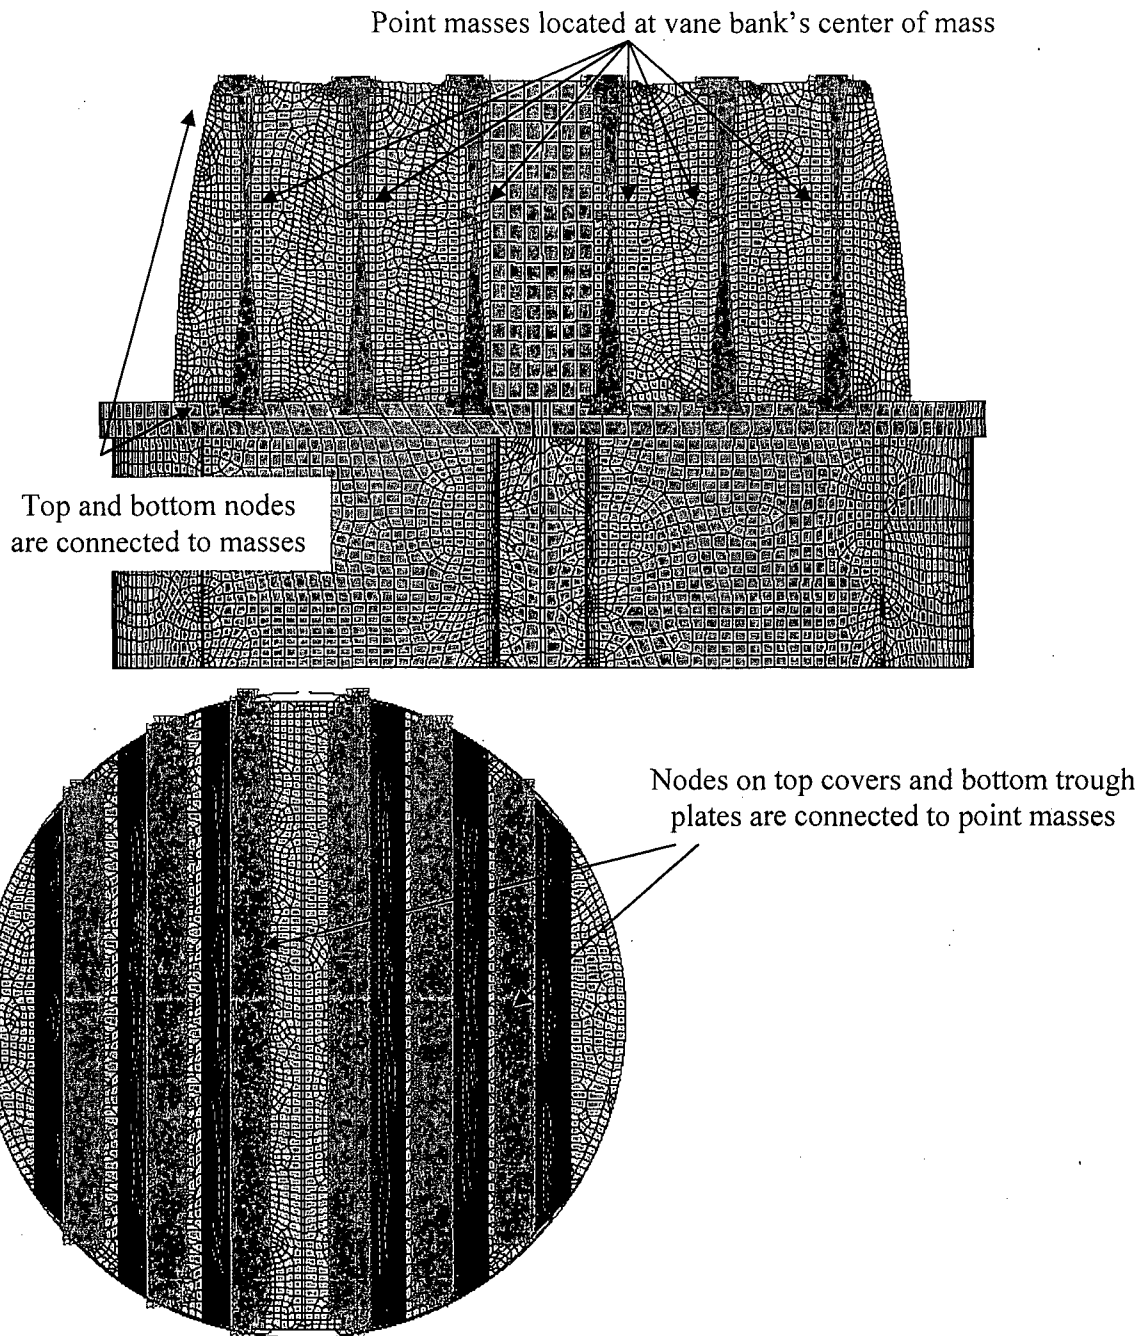 Point masses located at vane bank's center of mass
Top and bottom nodes
are connected to masses
Nodes on top covers and bottom trough
plates are connected to point masses